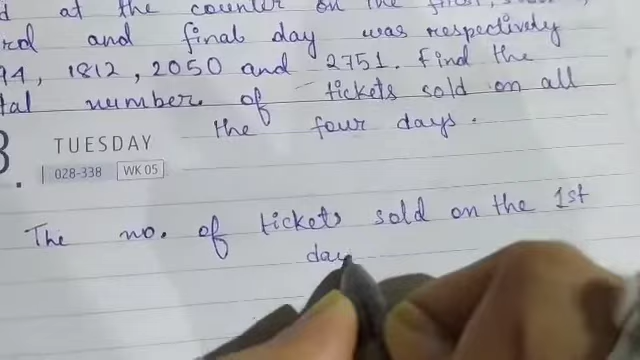 at the counter on the
and final day was respectively
94, 1812, 2050 and 2751. Find the
number of tickets sold on all
the four days.
TUESDAY
028-338 WK 05
The no. of tickets sold on the 1st
day